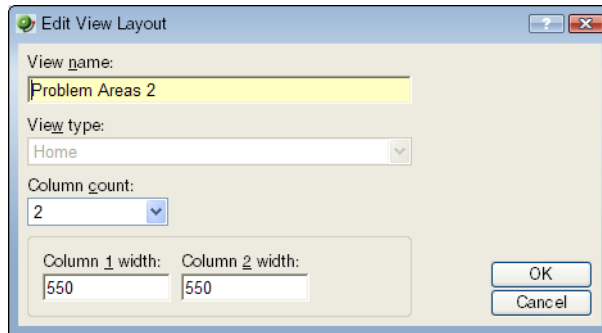 Edit View Layout
View name:
Problem Areas 2
View type:
Home
Column count:
2
Column 1 width: Column 2 width:
550 550
OK
Cancel